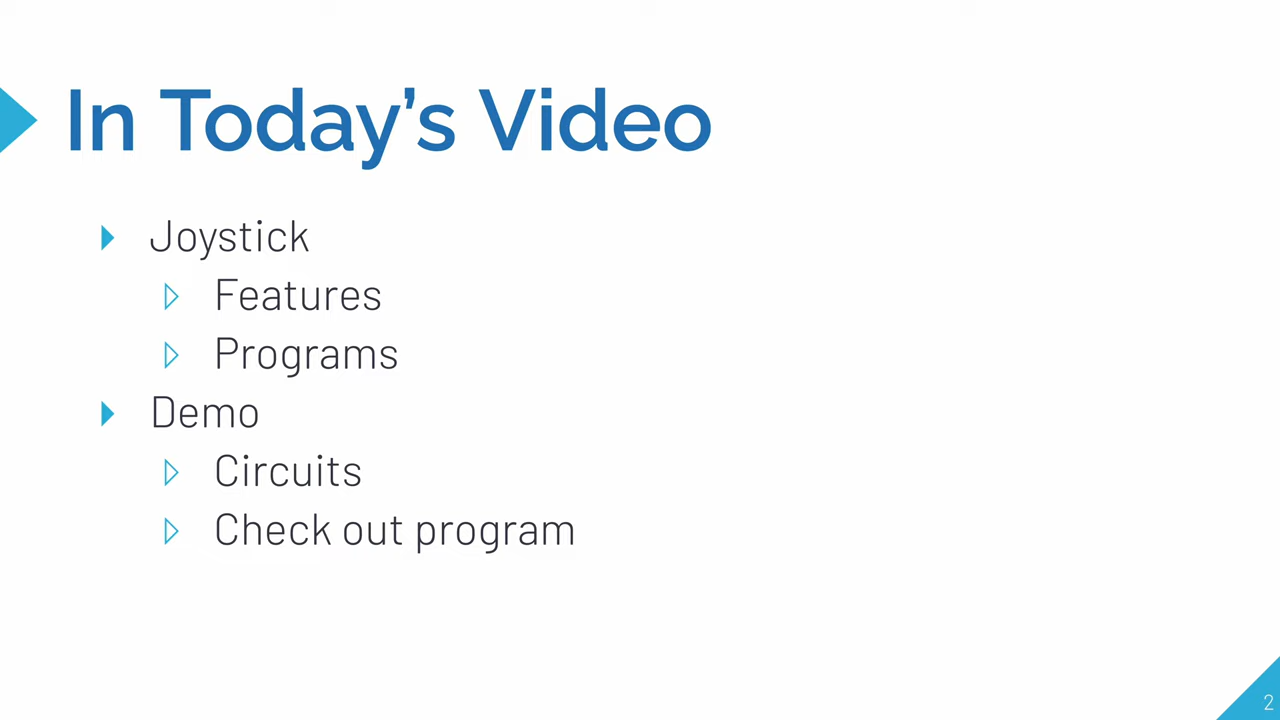 In Today’s Video
Joystick
Features
Programs
Demo
Circuits
Check out program
2